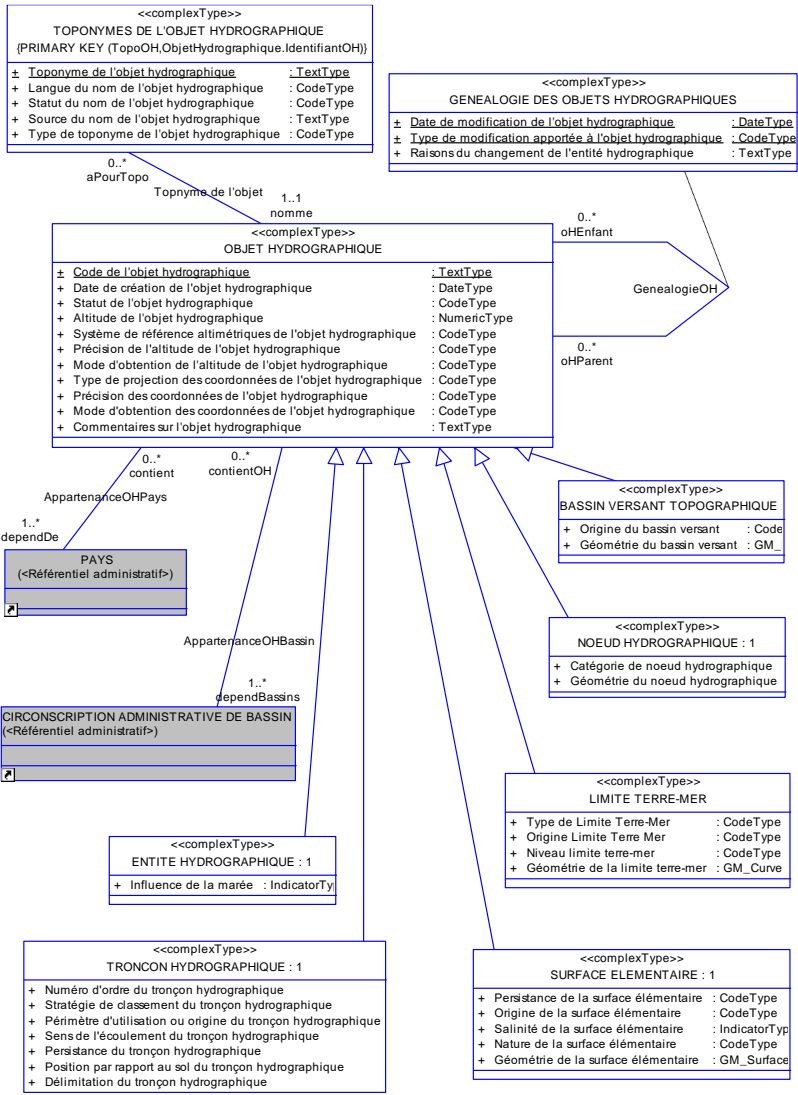 <<complexType>>
TOPONYMES DE L'OBJET HYDROGRAPHIQUE
{PRIMARY KEY (TopoOH,ObjetHydrographique.IdentifiantOH)}
+ Toponyme de l'objet hydrographique : TextType
+ Langue du nom de l'objet hydrographique : CodeType
+ Statut du nom de l'objet hydrographique : CodeType
+ Source du nom de l'objet hydrographique : TextType
+ Type de toponyme de l'objet hydrographique : CodeType
<<complexType>>
GENEALOGIE DES OBJETS HYDROGRAPHIQUES
+ Date de modification de l'objet hydrographique : DateType
+ Type de modification apportée à l'objet hydrographique : CodeType
+ Raisons du changement de l'entité hydrographique : TextType
0..*
aPourTopo
Topnyme de l'objet
1..1
nomme
<<complexType>>
OBJET HYDROGRAPHIQUE
+ Code de l'objet hydrographique : TextType
+ Date de création de l'objet hydrographique : DateType
+ Statut de l'objet hydrographique : CodeType
+ Altitude de l'objet hydrographique : NumericType
+ Système de référence altimétriques de l'objet hydrographique : CodeType
+ Précision de l'altitude de l'objet hydrographique : CodeType
+ Mode d'obtention de l'altitude de l'objet hydrographique : CodeType
+ Type de projection des coordonnées de l'objet hydrographique : CodeType
+ Précision des coordonnées de l'objet hydrographique : CodeType
+ Mode d'obtention des coordonnées de l'objet hydrographique : CodeType
+ Commentaires sur l'objet hydrographique : TextType
0..*
oHEnfant
GenealogieOH
0..*
oHParent
0..*
contient
AppartenanceOHPays
1..*
dependDe
0..*
contientOH
AppartenanceOHBassin
1..*
dependBassins
PAYS
(<Référentiel administratif>)
CIRCONSCRIPTION ADMINISTRATIVE DE BASSIN
(<Référentiel administratif>)
<<complexType>>
BASSIN VERSANT TOPOGRAPHIQUE
+ Origine du bassin versant : Code
+ Géométrie du bassin versant : GM_
<<complexType>>
NOEUD HYDROGRAPHIQUE : 1
+ Catégorie de noeud hydrographique
+ Géométrie du noeud hydrographique
<<complexType>>
LIMITE TERRE-MER
+ Type de Limite Terre-Mer : CodeType
+ Origine Limite Terre Mer : CodeType
+ Niveau limite terre-mer : CodeType
+ Géométrie de la limite terre-mer : GM_Curve
<<complexType>>
ENTITE HYDROGRAPHIQUE : 1
+ Influence de la marée : IndicatorTy
<<complexType>>
TRONCON HYDROGRAPHIQUE : 1
+ Numéro d'ordre du tronçon hydrographique
+ Stratégie de classement du tronçon hydrographique
+ Périmètre d'utilisation ou origine du tronçon hydrographique
+ Sens de l'écoulement du tronçon hydrographique
+ Persistance du tronçon hydrographique
+ Position par rapport au sol du tronçon hydrographique
+ Délimitation du tronçon hydrographique
<<complexType>>
SURFACE ELEMENTAIRE : 1
+ Persistance de la surface élémentaire : CodeType
+ Origine de la surface élémentaire : CodeType
+ Salinité de la surface élémentaire : IndicatorTyp
+ Nature de la surface élémentaire : CodeType
+ Géométrie de la surface élémentaire : GM_Surface